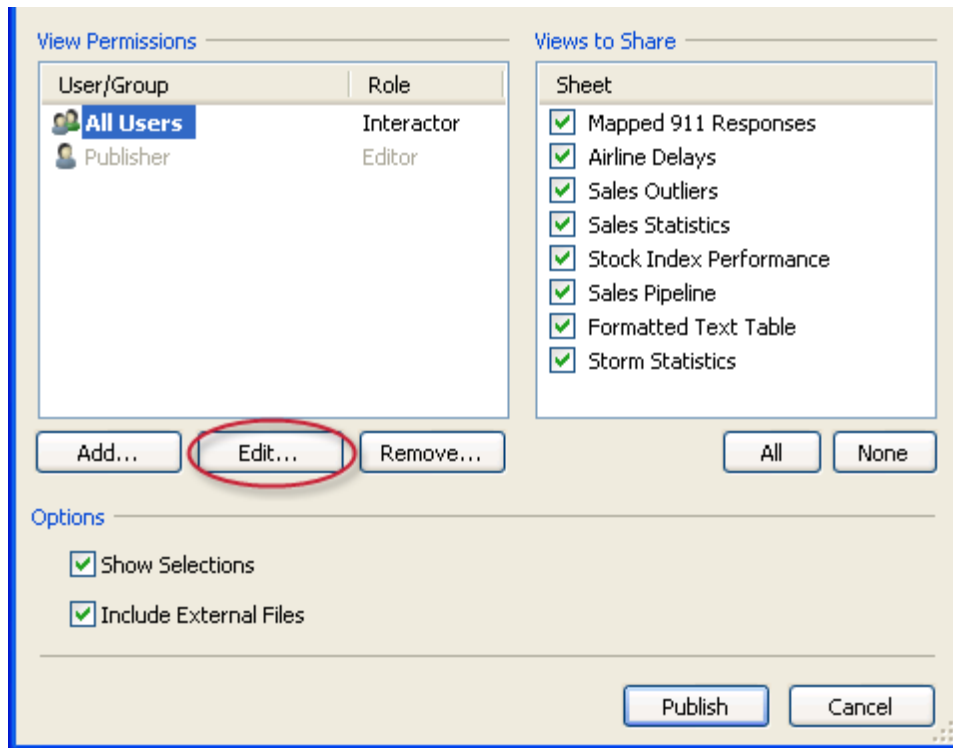 View Permissions
User/Group Role
All Users Interactor
Publisher Editor
Add... Edit... Remove...
Views to Share
Sheet
Mapped 911 Responses
Airline Delays
Sales Outliers
Sales Statistics
Stock Index Performance
Sales Pipeline
Formatted Text Table
Storm Statistics
All None
Options
Show Selections
Include External Files
Publish Cancel